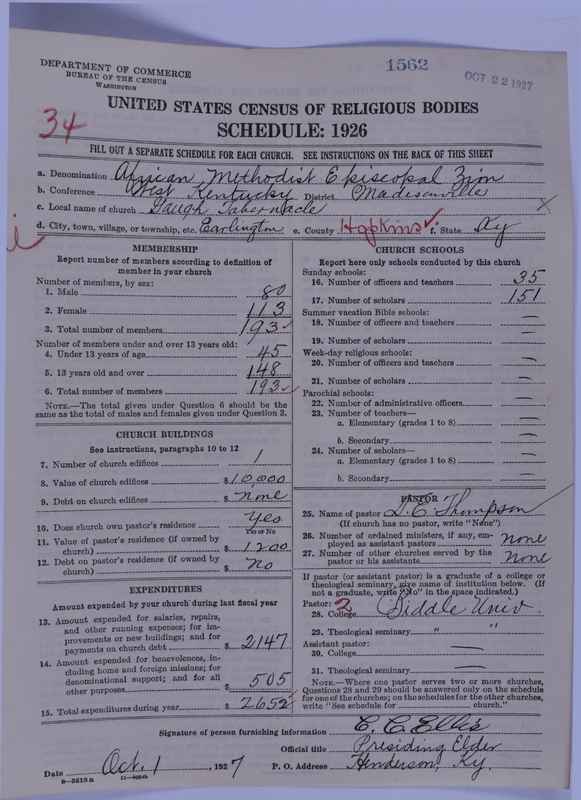 DEPARTMENT OF COMMERCE
BUREAU OF THE CENSUS
WASHINGTON
1562
OCT 22 1927
UNITED STATES CENSUS OF RELIGIOUS BODIES
34
SCHEDULE: 1926
FILL OUT A SEPARATE SCHEDULE FOR EACH CHURCH. SEE INSTRUCTIONS ON THE BACK OF THIS SHEET
a. Denomination African Methodist Episcopal Zion
b. Conference West Kentucky District Madisonville
c. Local name of church Tabernacle
d. City, town, village, or township, etc. Earlington e. County Hopkins f. State Ky
MEMBERSHIP
Report number of members according to definition of
member in your church
Number of members, by sex:
1. Male 80
2. Female 113
3. Total number of members 193
Number of members under and over 13 years old:
4. Under 13 years of age 45
5. 13 years old and over 148
6. Total number of members 193
NOTE.—The total given under Question 6 should be the
same as the total of males and females given under Question 3.
CHURCH BUILDINGS
See instructions, paragraphs 10 to 12
7. Number of church edifices 1
8. Value of church edifices $10,000
9. Debt on church edifices $ None
10. Does church own pastor's residence Yes
Yes or No
11. Value of pastor's residence (if owned by
church) $ 1200
12. Debt on pastor's residence (if owned by
church) $ No
EXPENDITURES
Amount expended by your church during last fiscal year
13. Amount expended for salaries, repairs,
and other running expenses; for im-
provements or new buildings; and for
payments on church debt $ 2147
14. Amount expended for benevolences, in-
cluding home and foreign missions; for
denominational support; and for all
other purposes $ 505
15. Total expenditures during year $ 2652
CHURCH SCHOOLS
Report here only schools conducted by this church
Sunday schools:
16. Number of officers and teachers 35
17. Number of scholars 151
Summer vacation Bible schools:
18. Number of officers and teachers —
19. Number of scholars —
Week-day religious schools:
20. Number of officers and teachers —
21. Number of scholars —
Parochial schools:
22. Number of administrative officers —
23. Number of teachers—
a. Elementary (grades 1 to 8) —
b. Secondary —
24. Number of scholars—
a. Elementary (grades 1 to 8) —
b. Secondary —
PASTOR
25. Name of pastor D. C. Thompson
(If church has no pastor, write "None")
26. Number of ordained ministers, if any, em-
ployed as assistant pastors none
27. Number of other churches served by the
pastor or his assistants None
If pastor (or assistant pastor) is a graduate of a college or
theological seminary, give name of institution below. (If
not a graduate, write "No" in the space indicated.)
Pastor: 2
28. College Biddle Univ.
29. Theological seminary " "
Assistant pastor:
30. College —
31. Theological seminary —
NOTE.—Where one pastor serves two or more churches,
Questions 28 and 29 should be answered only on the schedule
for one of the churches; on the schedules for the other churches,
write "See schedule for church."
Signature of person furnishing information C. C. Ellis
Official title Presiding Elder
Date Oct. 1, 1927 P. O. Address Henderson, Ky.